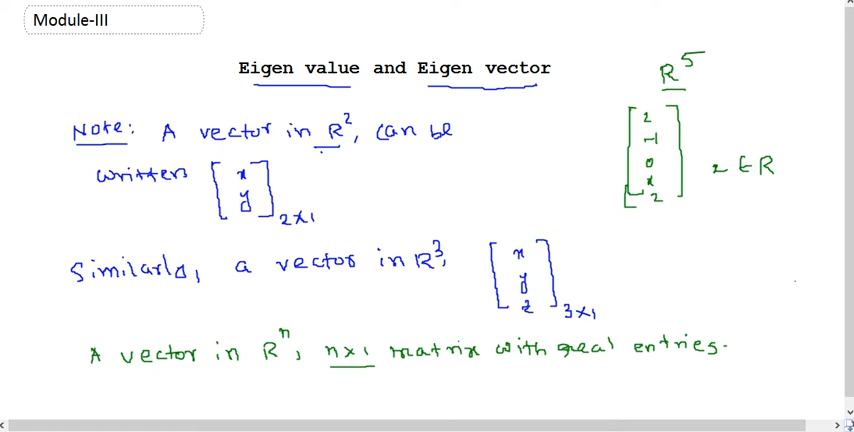 Module-III
Eigen value and Eigen vector
R^5
Note: A vector in R^2, can be
written [x y]_{2×1}
[2 -1 0 x 2] x ∈ R
Similarly, a vector in R^3, [x y z]_{3×1}
A vector in R^n, n×1 matrix with real entries.